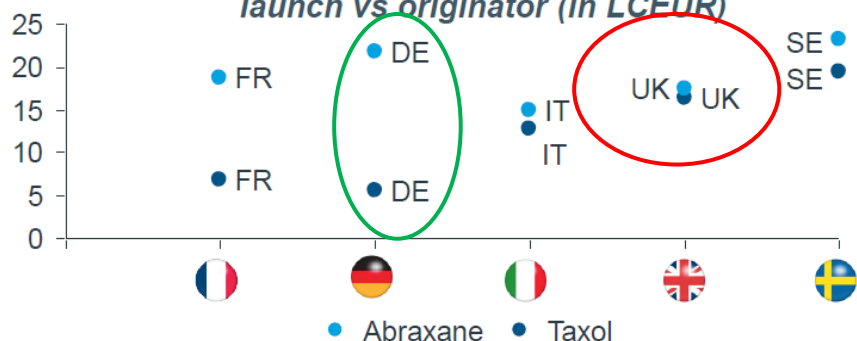 launch vs originator (in LCEUR)
25
20
15
10
5
0
FR
FR
DE
DE
IT
IT
UK
UK
SE
SE
Abraxane
Taxol